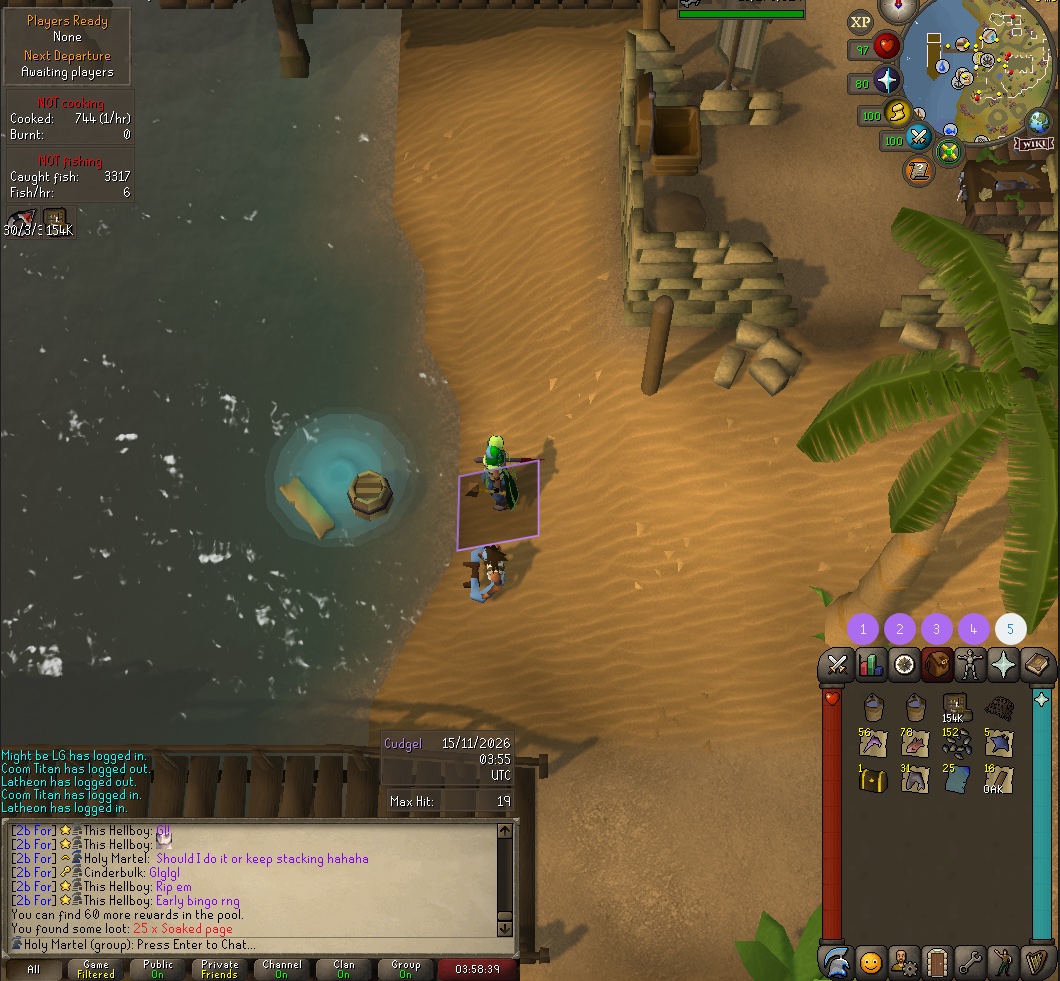 Players Ready
None
Next Departure
Awaiting players
NOT cooking
Cooked: 744 (1/hr)
Burnt: 0
NOT fishing
Caught fish: 3317
Fish/hr: 6
30/3/3
154K
XP
97
80
100
100
WIKI
1 2 3 4 5
154K
56 78 152 5
1 31 25 18
OAK
Might be LG has logged in.
Coom Titan has logged out.
Latheon has logged out.
Coom Titan has logged in.
Latheon has logged in.
Cudgel 15/11/2026
03:55
UTC
Max Hit: 19
[2b For] This Hellboy: Gl!
[2b For] This Hellboy:
[2b For] Holy Martel: Should I do it or keep stacking hahaha
[2b For] Cinderbulk: Glglgl
[2b For] This Hellboy: Rip em
[2b For] This Hellboy: Early bingo rng
You can find 60 more rewards in the pool.
You found some loot: 25 x Soaked page
Holy Martel (group): Press Enter to Chat...
All
Game
Filtered
Public
On
Private
Friends
Channel
On
Clan
On
Group
On
03:58:39